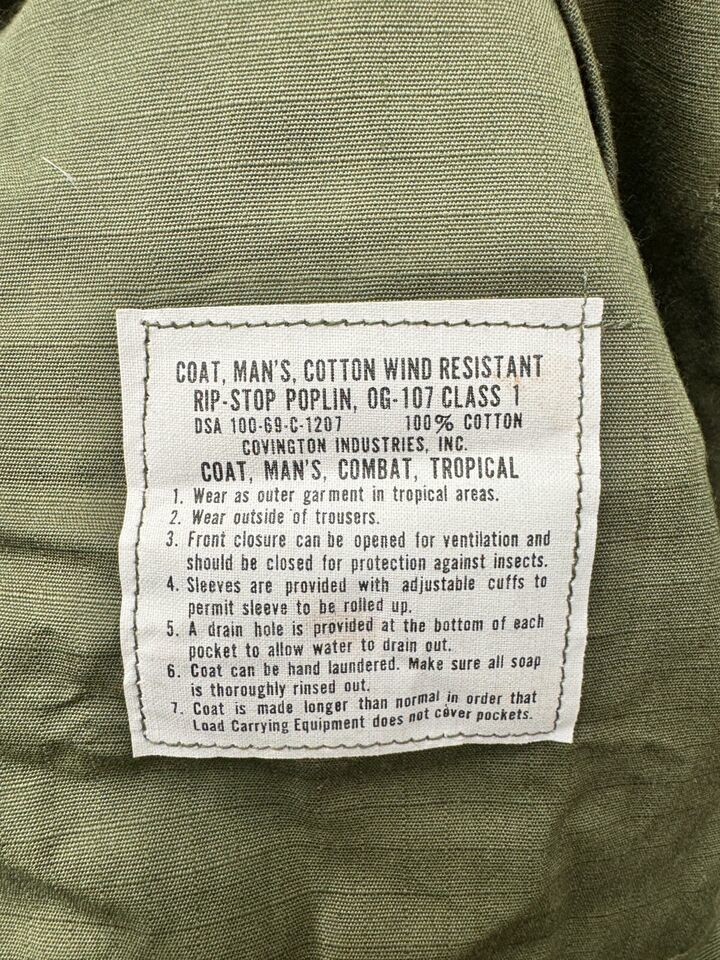 COAT, MAN'S, COTTON WIND RESISTANT
RIP-STOP POPLIN, OG-107 CLASS 1
DSA 100-69-C-1207 100% COTTON
COVINGTON INDUSTRIES, INC.
COAT, MAN'S, COMBAT, TROPICAL
1. Wear as outer garment in tropical areas.
2. Wear outside of trousers.
3. Front closure can be opened for ventilation and
should be closed for protection against insects.
4. Sleeves are provided with adjustable cuffs to
permit sleeve to be rolled up.
5. A drain hole is provided at the bottom of each
pocket to allow water to drain out.
6. Coat can be hand laundered. Make sure all soap
is thoroughly rinsed out.
7. Coat is made longer than normal in order that
Load Carrying Equipment does not cover pockets.